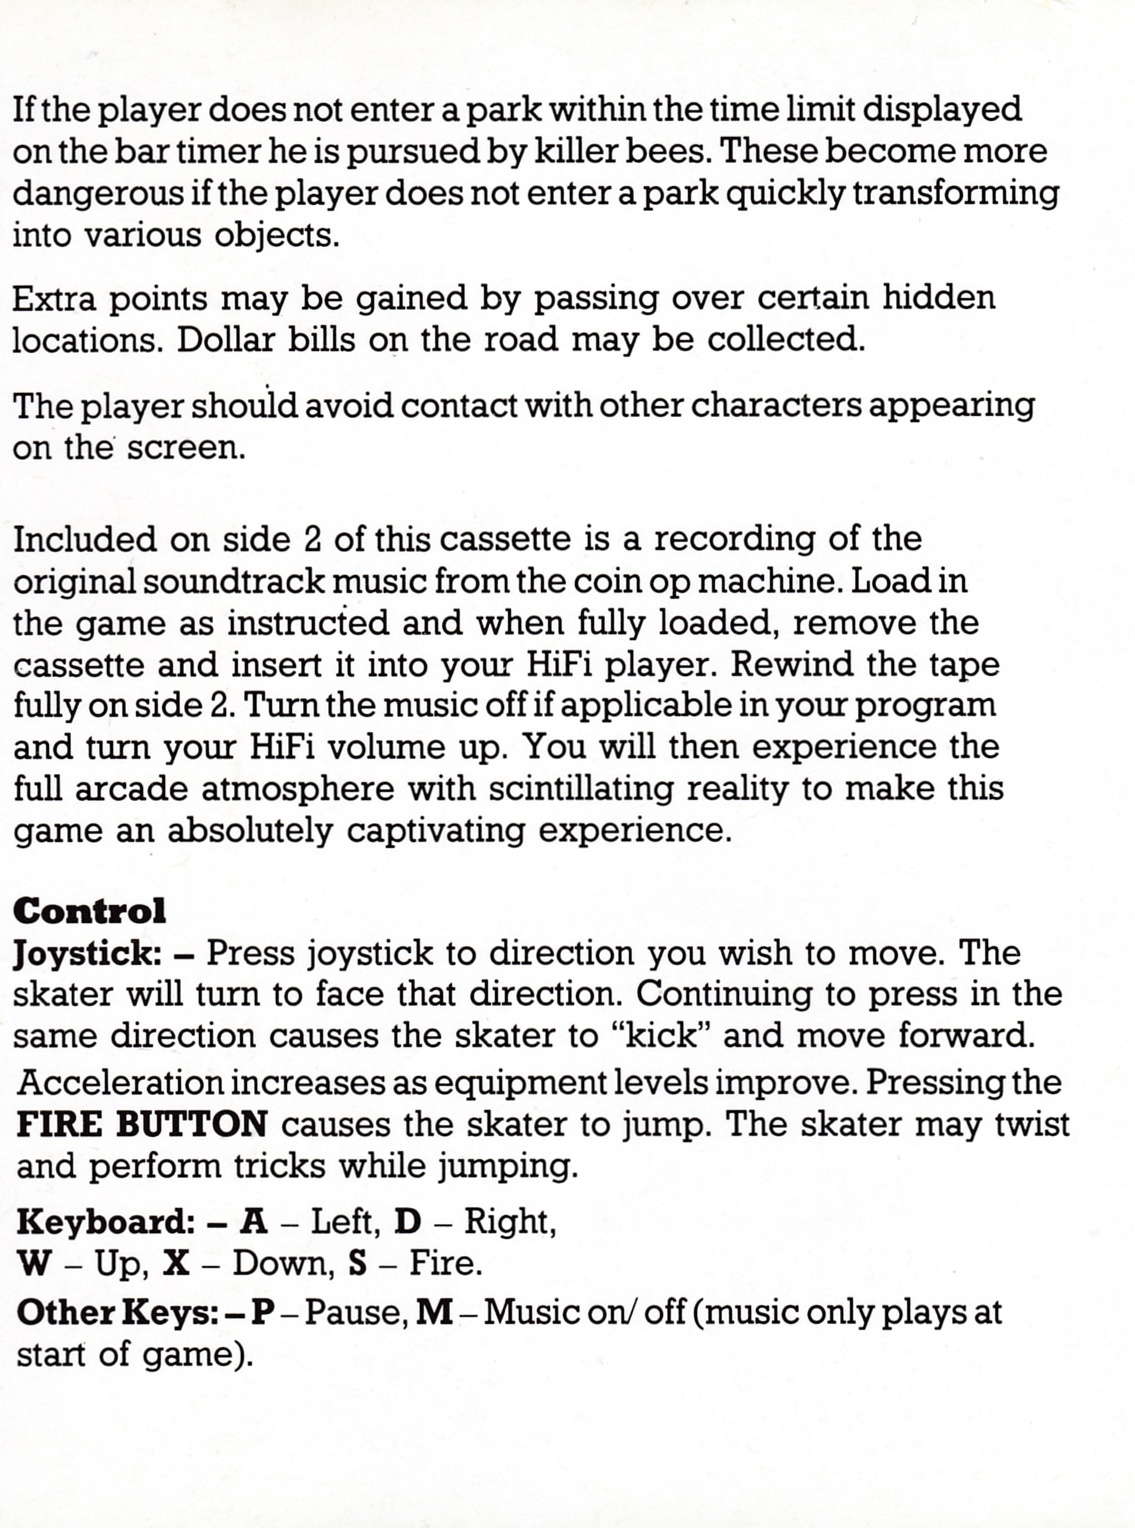 If the player does not enter a park within the time limit displayed
on the bar timer he is pursued by killer bees. These become more
dangerous if the player does not enter a park quickly transforming
into various objects.
Extra points may be gained by passing over certain hidden
locations. Dollar bills on the road may be collected.
The player should avoid contact with other characters appearing
on the screen.
Included on side 2 of this cassette is a recording of the
original soundtrack music from the coin op machine. Load in
the game as instructed and when fully loaded, remove the
cassette and insert it into your HiFi player. Rewind the tape
fully on side 2. Turn the music off if applicable in your program
and turn your HiFi volume up. You will then experience the
full arcade atmosphere with scintillating reality to make this
game an absolutely captivating experience.
Control
Joystick: – Press joystick to direction you wish to move. The
skater will turn to face that direction. Continuing to press in the
same direction causes the skater to “kick” and move forward.
Acceleration increases as equipment levels improve. Pressing the
FIRE BUTTON causes the skater to jump. The skater may twist
and perform tricks while jumping.
Keyboard: – A – Left, D – Right,
W – Up, X – Down, S – Fire.
Other Keys: – P – Pause, M – Music on/ off (music only plays at
start of game).